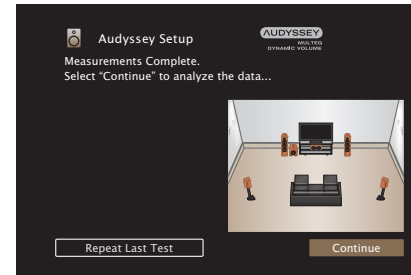 Audyssey Setup
AUDYSSEY
MULTEQ
DYNAMIC VOLUME
Measurements Complete.
Select “Continue” to analyze the data...
Repeat Last Test
Continue